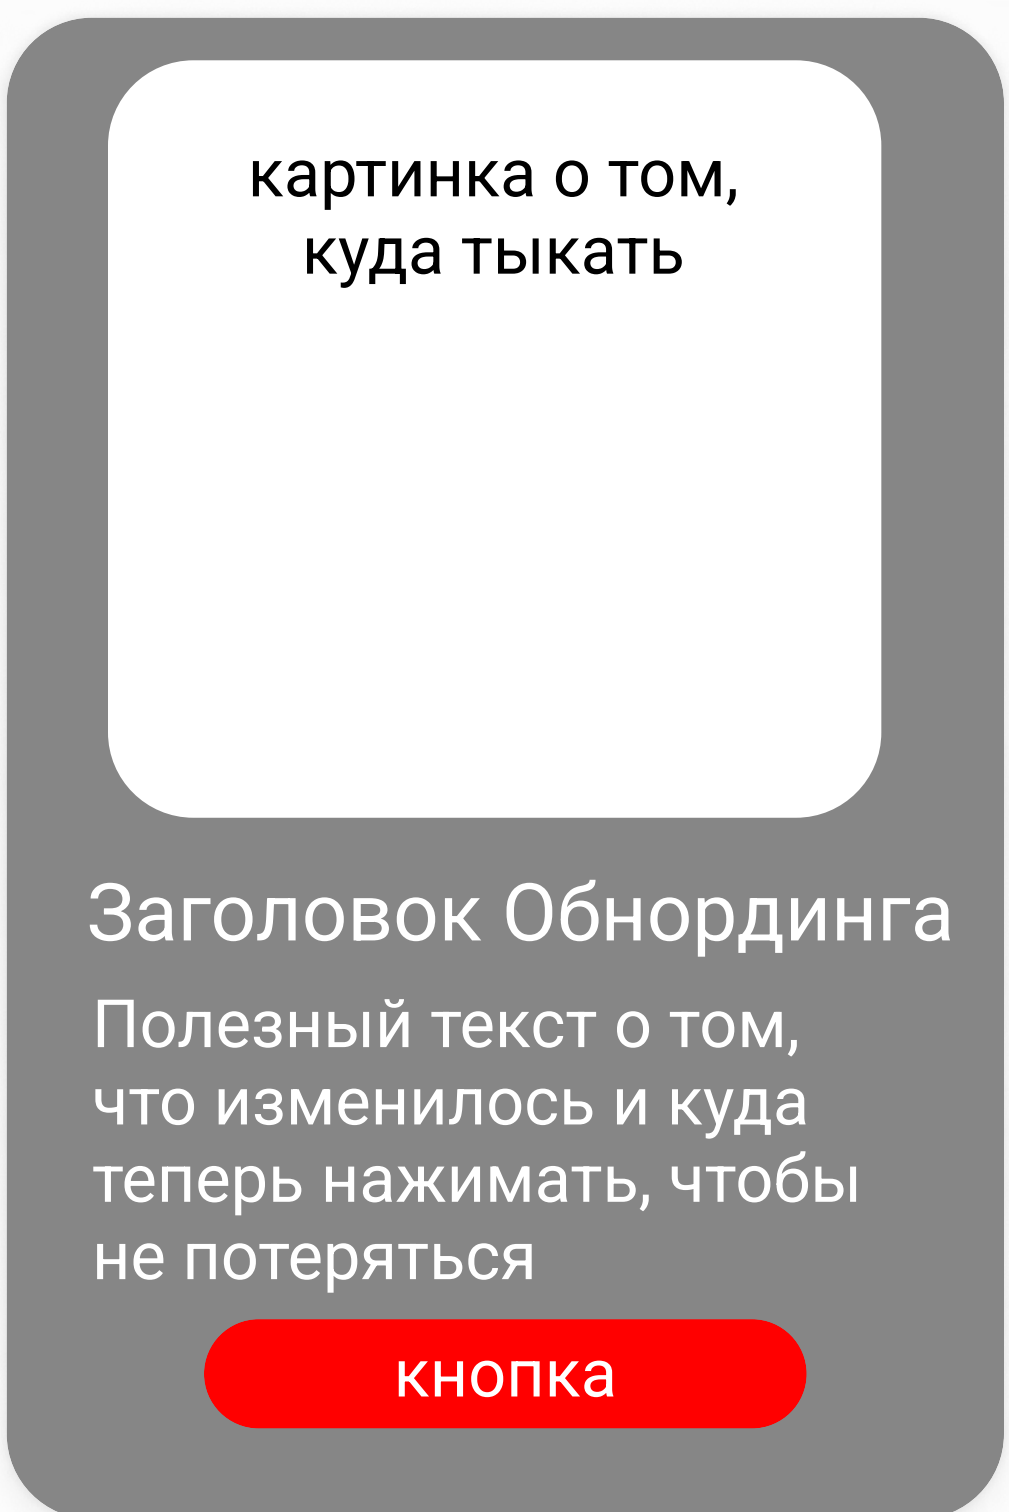 картинка о том,
куда тыкать
Заголовок Обнординга
Полезный текст о том,
что изменилось и куда
теперь нажимать, чтобы
не потеряться
кнопка